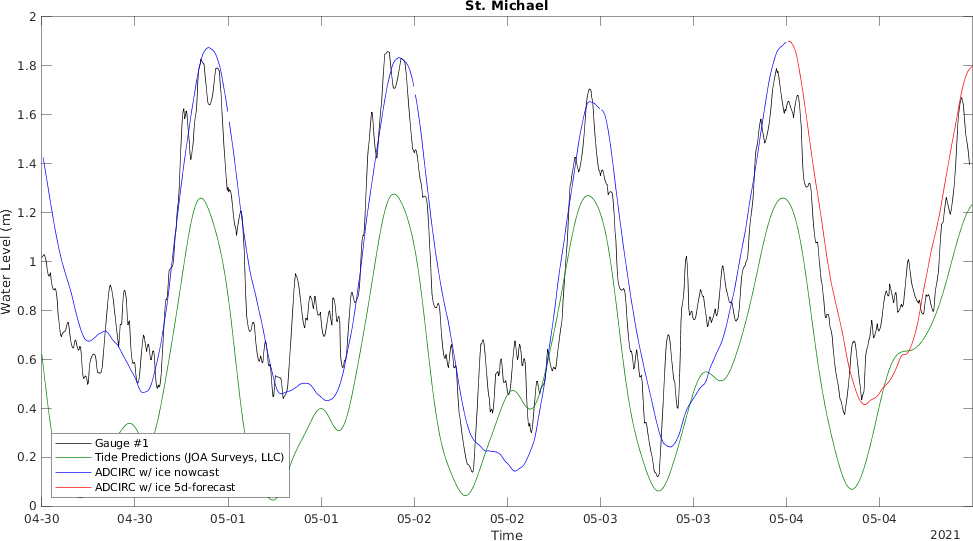 St. Michael
2
1.8
1.6
1.4
1.2
1
0.8
0.6
0.4
0.2
0
Water Level (m)
Gauge #1
Tide Predictions (JOA Surveys, LLC)
ADCIRC w/ ice nowcast
ADCIRC w/ ice 5d-forecast
04-30 04-30 05-01 05-01 05-02 05-02 05-03 05-03 05-04 05-04
Time
2021